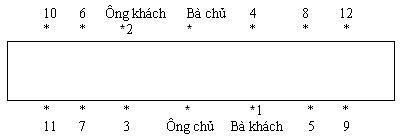 10 6 Ông khách Bà chủ 4 8 12
* * *2 * * * *
* * * * *1 * *
11 7 3 Ông chủ Bà khách 5 9